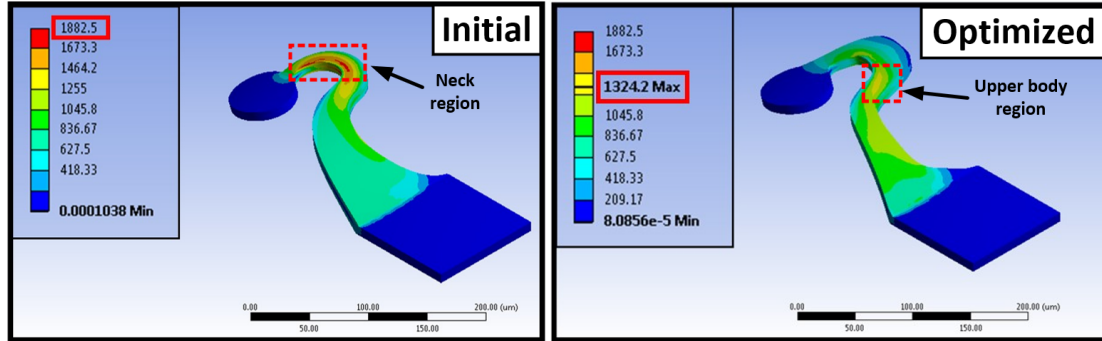 Initial
1882.5
1673.3
1464.2
1255
1045.8
836.67
627.5
418.33
0.0001038 Min
Neck
region
0.00
100.00
200.00 (um)
50.00
150.00
Optimized
1882.5
1673.3
1324.2 Max
1045.8
836.67
627.5
418.33
209.17
8.0856e-5 Min
Upper body
region
0.00
100.00
200.00 (um)
50.00
150.00